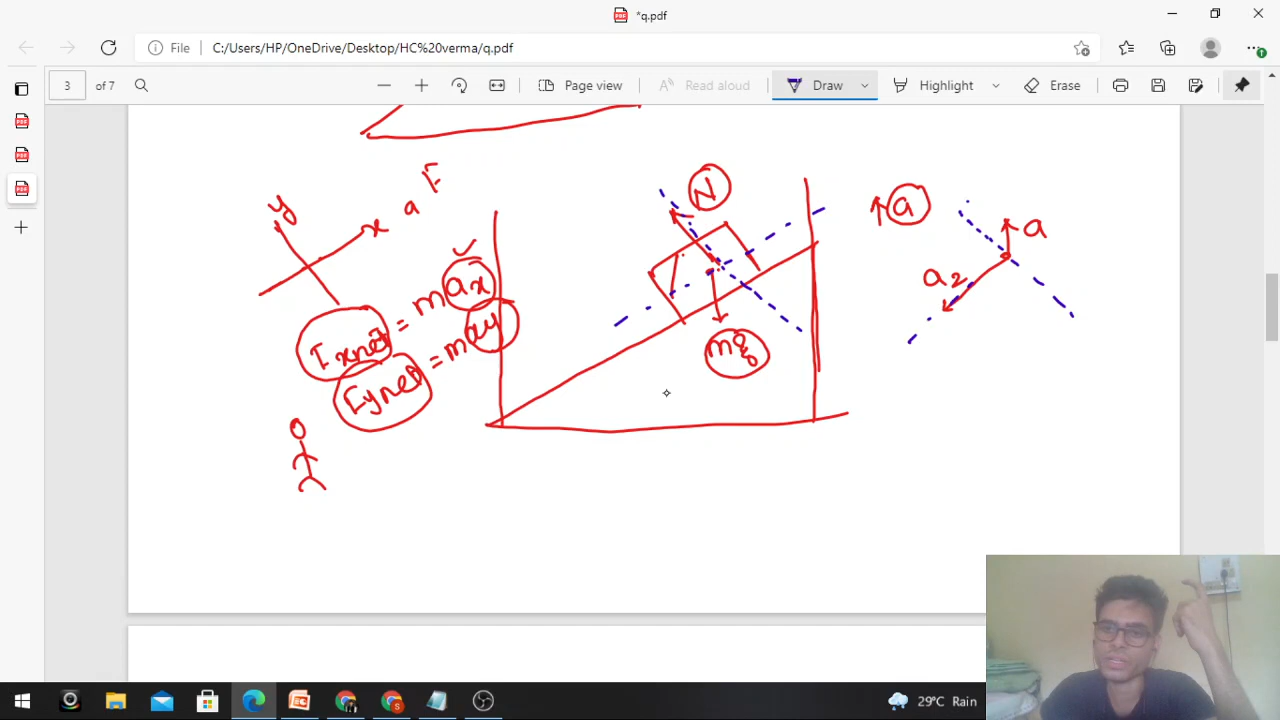 *q.pdf
File C:/Users/HP/OneDrive/Desktop/HC%20verma/q.pdf
3 of 7 Page view Read aloud Draw Highlight Erase
F
a
y
x
N
a
a
a2
Fxnet = max
Fynet = may
mg
29°C Rain